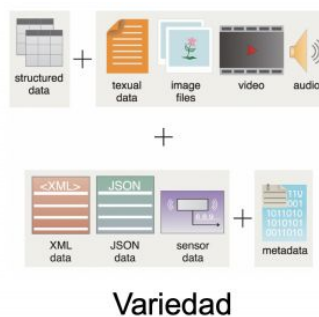 structured
data
+
texual
data
image
files
video
audio
+
<XML>
XML
data
JSON
JSON
data
sensor
data
+
metadata
Variedad